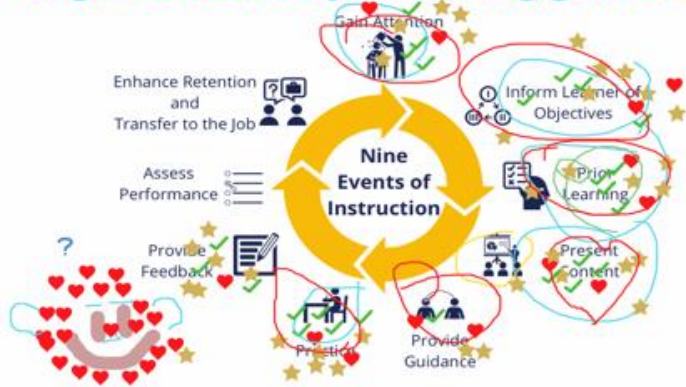 Gain Attention
Inform Learner of
Objectives
Prior
Learning
Present
Content
Provide
Guidance
Practice
Provide
Feedback
Assess
Performance
Enhance Retention
and
Transfer to the Job
Nine
Events of
Instruction
?